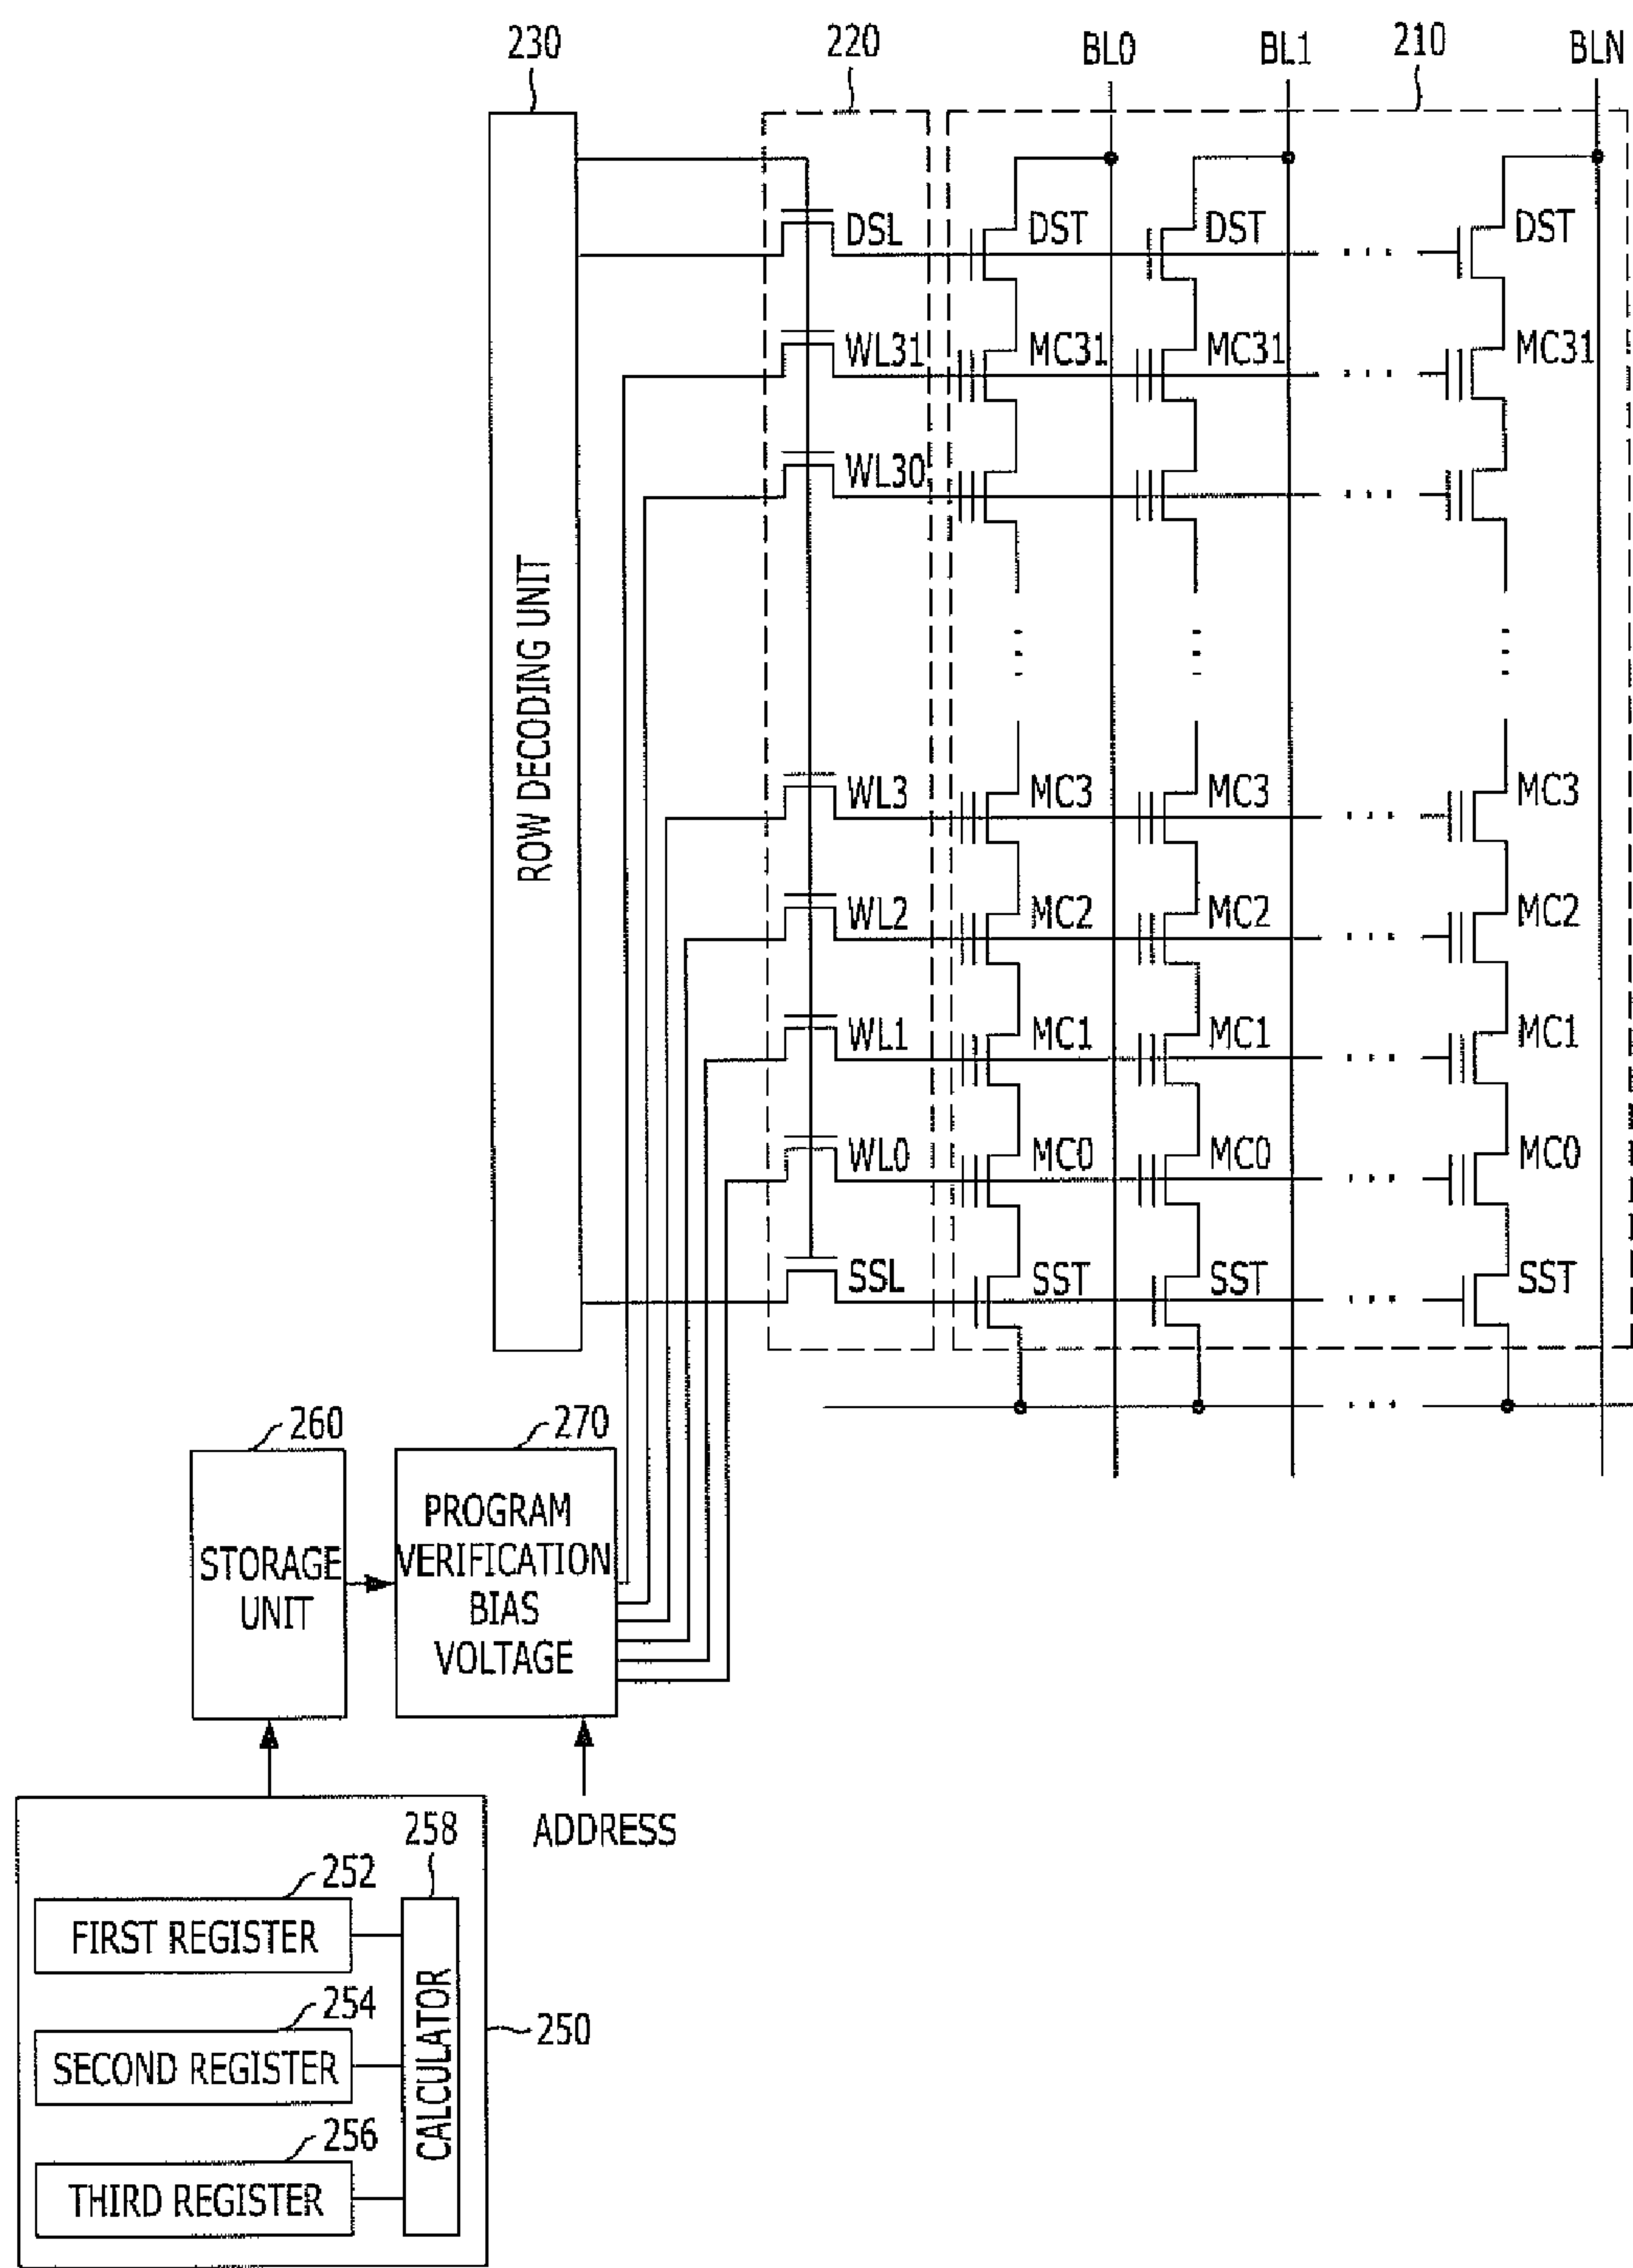 230
220
BL0
BL1
210
BLN
DSL
DST
DST
DST
WL31
MC31
MC31
MC31
WL30
ROW DECODING UNIT
WL3
MC3
MC3
MC3
WL2
MC2
MC2
MC2
WL1
MC1
MC1
MC1
WL0
MC0
MC0
MC0
SSL
SST
SST
SST
260
270
STORAGE
UNIT
PROGRAM
VERIFICATION
BIAS
VOLTAGE
ADDRESS
258
252
FIRST REGISTER
254
SECOND REGISTER
250
256
THIRD REGISTER
CALCULATOR